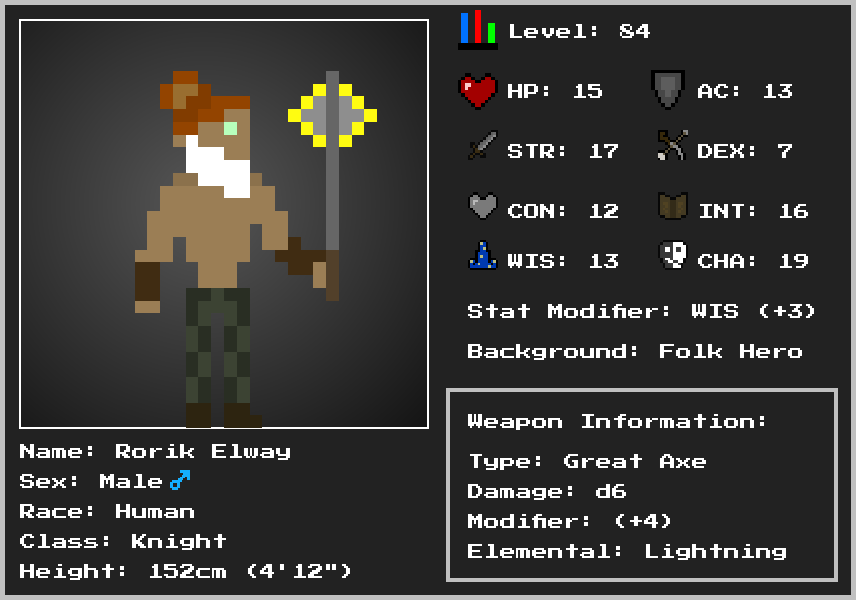 Level: 84
HP: 15
AC: 13
STR: 17
DEX: 7
CON: 12
INT: 16
WIS: 13
CHA: 19
Stat Modifier: WIS (+3)
Background: Folk Hero
Weapon Information:
Type: Great Axe
Damage: d6
Modifier: (+4)
Elemental: Lightning
Name: Rorik Elway
Sex: Male♂
Race: Human
Class: Knight
Height: 152cm (4'12")